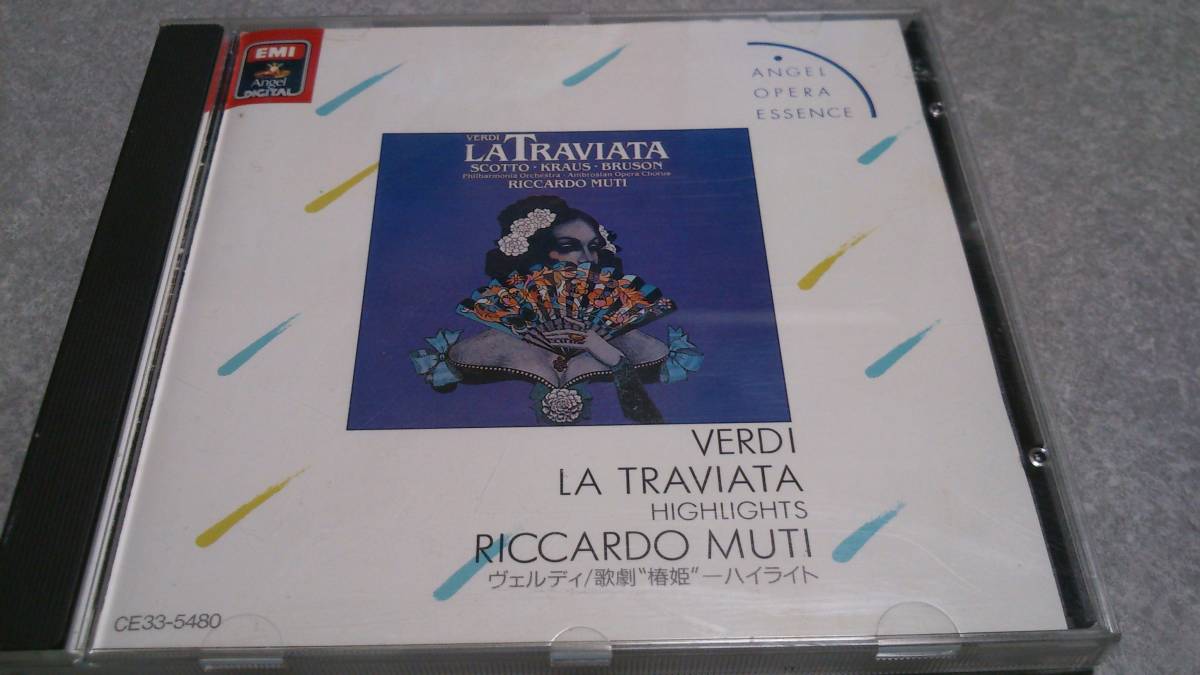 EMI
Angel
DIGITAL
ANGEL
OPERA
ESSENCE
VERDI
LA TRAVIATA
SCOTTO · KRAUS · BRUSON
Philharmonia Orchestra · Ambrosian Opera Chorus
RICCARDO MUTI
VERDI
LA TRAVIATA
HIGHLIGHTS
RICCARDO MUTI
ヴェルディ/歌劇“椿姫”ーハイライト
CE33-5480